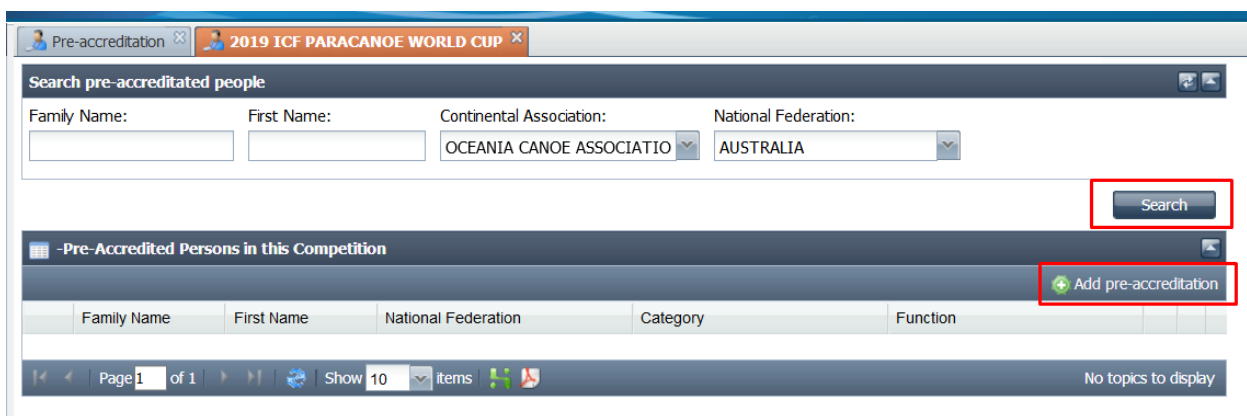 Pre-accreditation 2019 ICF PARACANOE WORLD CUP
Search pre-accreditated people
Family Name: First Name: Continental Association: National Federation:
OCEANIA CANOE ASSOCIATIO AUSTRALIA
Search
-Pre-Accredited Persons in this Competition
Add pre-accreditation
Family Name First Name National Federation Category Function
Page 1 of 1 Show 10 items No topics to display